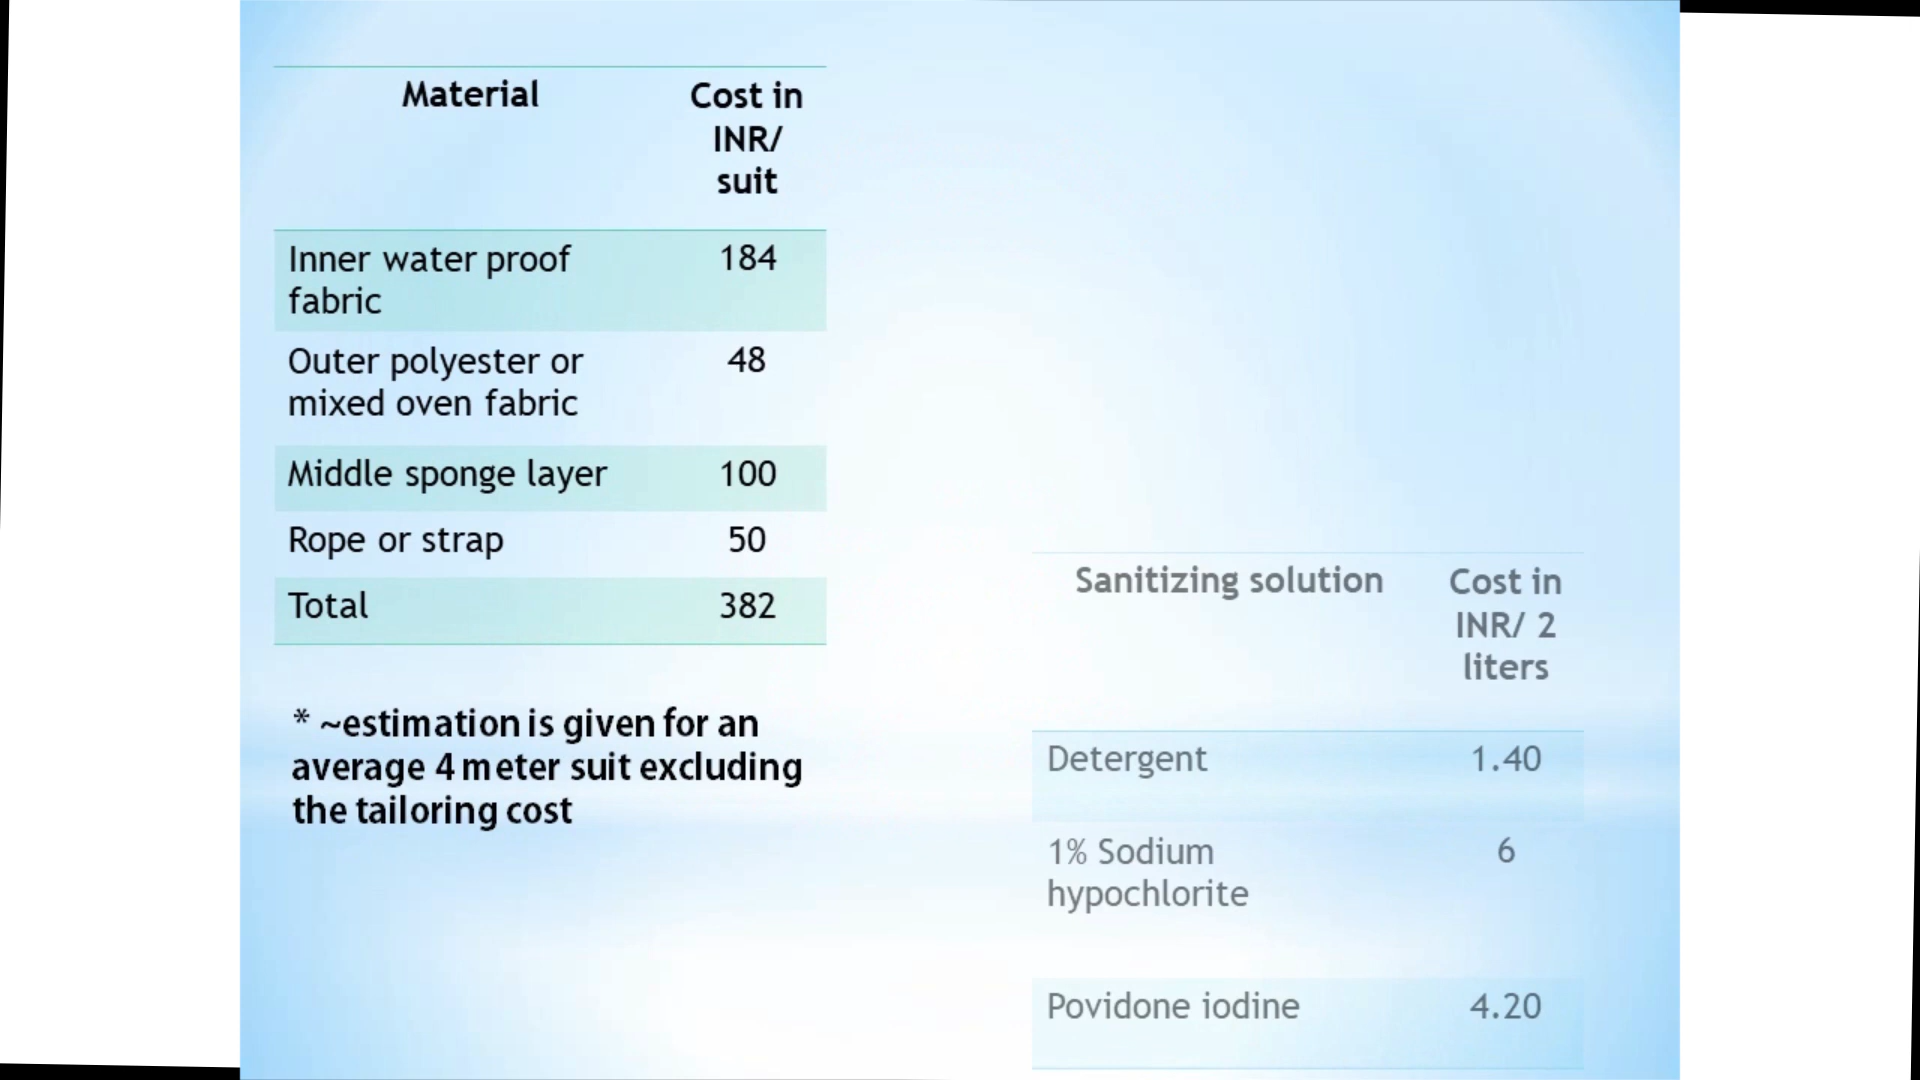 Material Cost in
INR/
suit
Inner water proof 184
fabric
Outer polyester or 48
mixed oven fabric
Middle sponge layer 100
Rope or strap 50
Total 382
* ~estimation is given for an
average 4 meter suit excluding
the tailoring cost
Sanitizing solution Cost in
INR/ 2
liters
Detergent 1.40
1% Sodium 6
hypochlorite
Povidone iodine 4.20